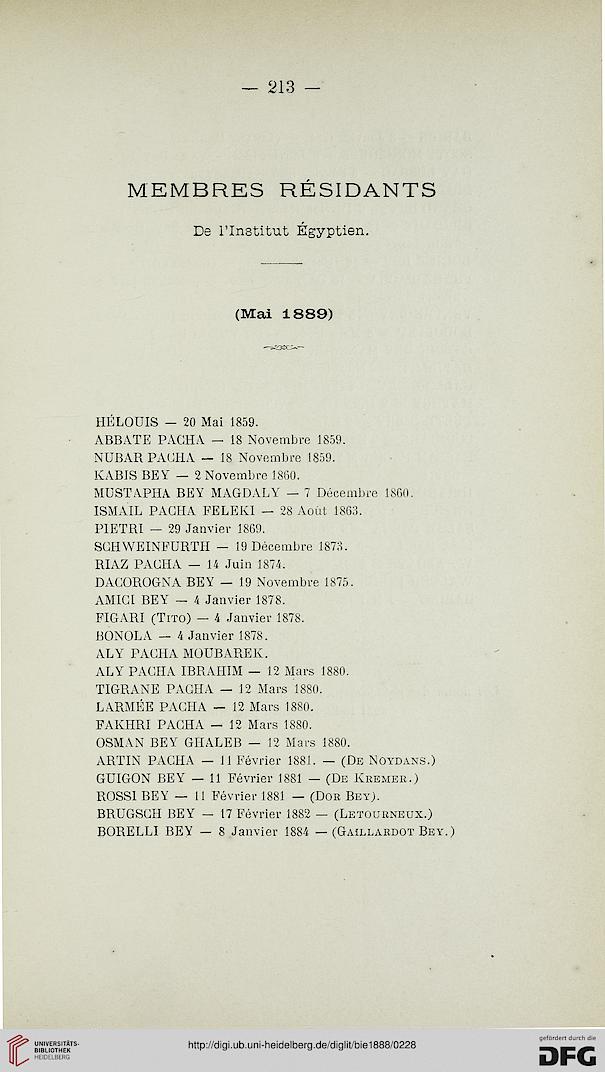 — 213 —
MEMBRES RÉSIDANTS
De l'Institut Égyptien.
(Mai 1889)
HÉLOUIS — 20 Mai 1859.
ABBATE PACHA — 18 Novembre 1859.
NUBAR PACHA — 18 Novembre 1859.
KABIS BEY — 2 Novembre 1860.
MUSTAPHA BEY MAGDALY — 7 Décembre 1860.
ISMAIL PACHA FELEKI — 28 Août 1863.
PIETRI — 29 Janvier 1869.
SCHWEINFURTH — 19 Décembre 1873.
RIAZ PACHA — 14 Juin 1874.
DACOROGNA BEY — 19 Novembre 1875.
AMICI BEY — 4 Janvier 1878.
FIGARI (Tito) — 4 Janvier 1878.
BONOLA — 4 Janvier 1878.
ALY PACHA MOUBAREK.
ALY PACHA IBRAHIM — 12 Mars 1880.
TIGRANE PACHA — 12 Mars 1880.
LARMÉE PACHA — 12 Mars 1880.
FAKHRI PACHA — 12 Mars 1880.
OSMAN BEY GHALEB — 12 Mars 1880.
ARTIN PACHA — 11 Février 1881. — (De Noydans.)
GUIGON BEY — 11 Février 1881 — (De Kremer.)
ROSSI BEY — 11 Février 1881 — (Dor Bey).
BRUGSCH BEY — 17 Février 1882 — (Letourneux.)
BORELLI BEY — 8 Janvier 1884 — (Gaillardot Bey.)
UNIVERSITÄTS-
BIBLIOTHEK
HEIDELBERG
http://digi.ub.uni-heidelberg.de/diglit/bie1888/0228
gefördert durch die
DFG